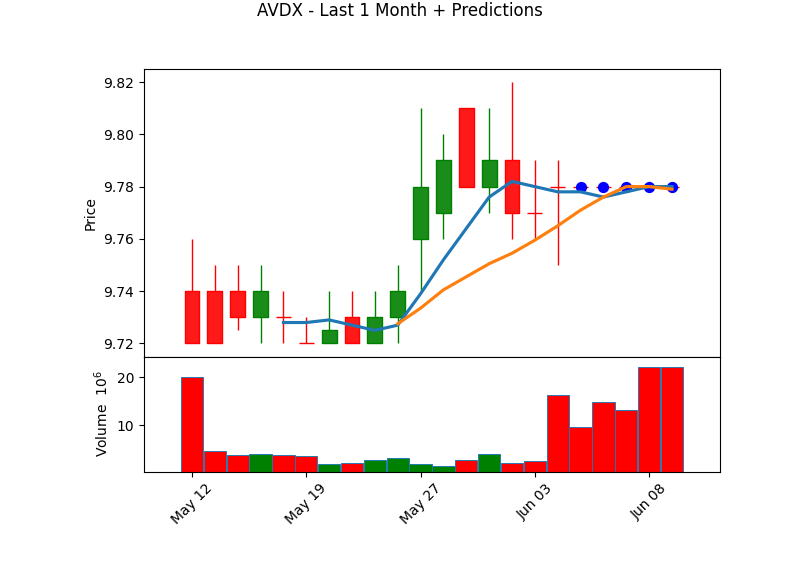 AVDX - Last 1 Month + Predictions
9.82
9.80
9.78
9.76
9.74
9.72
Price
20
10
Volume 10^6
May 12
May 19
May 27
Jun 03
Jun 08